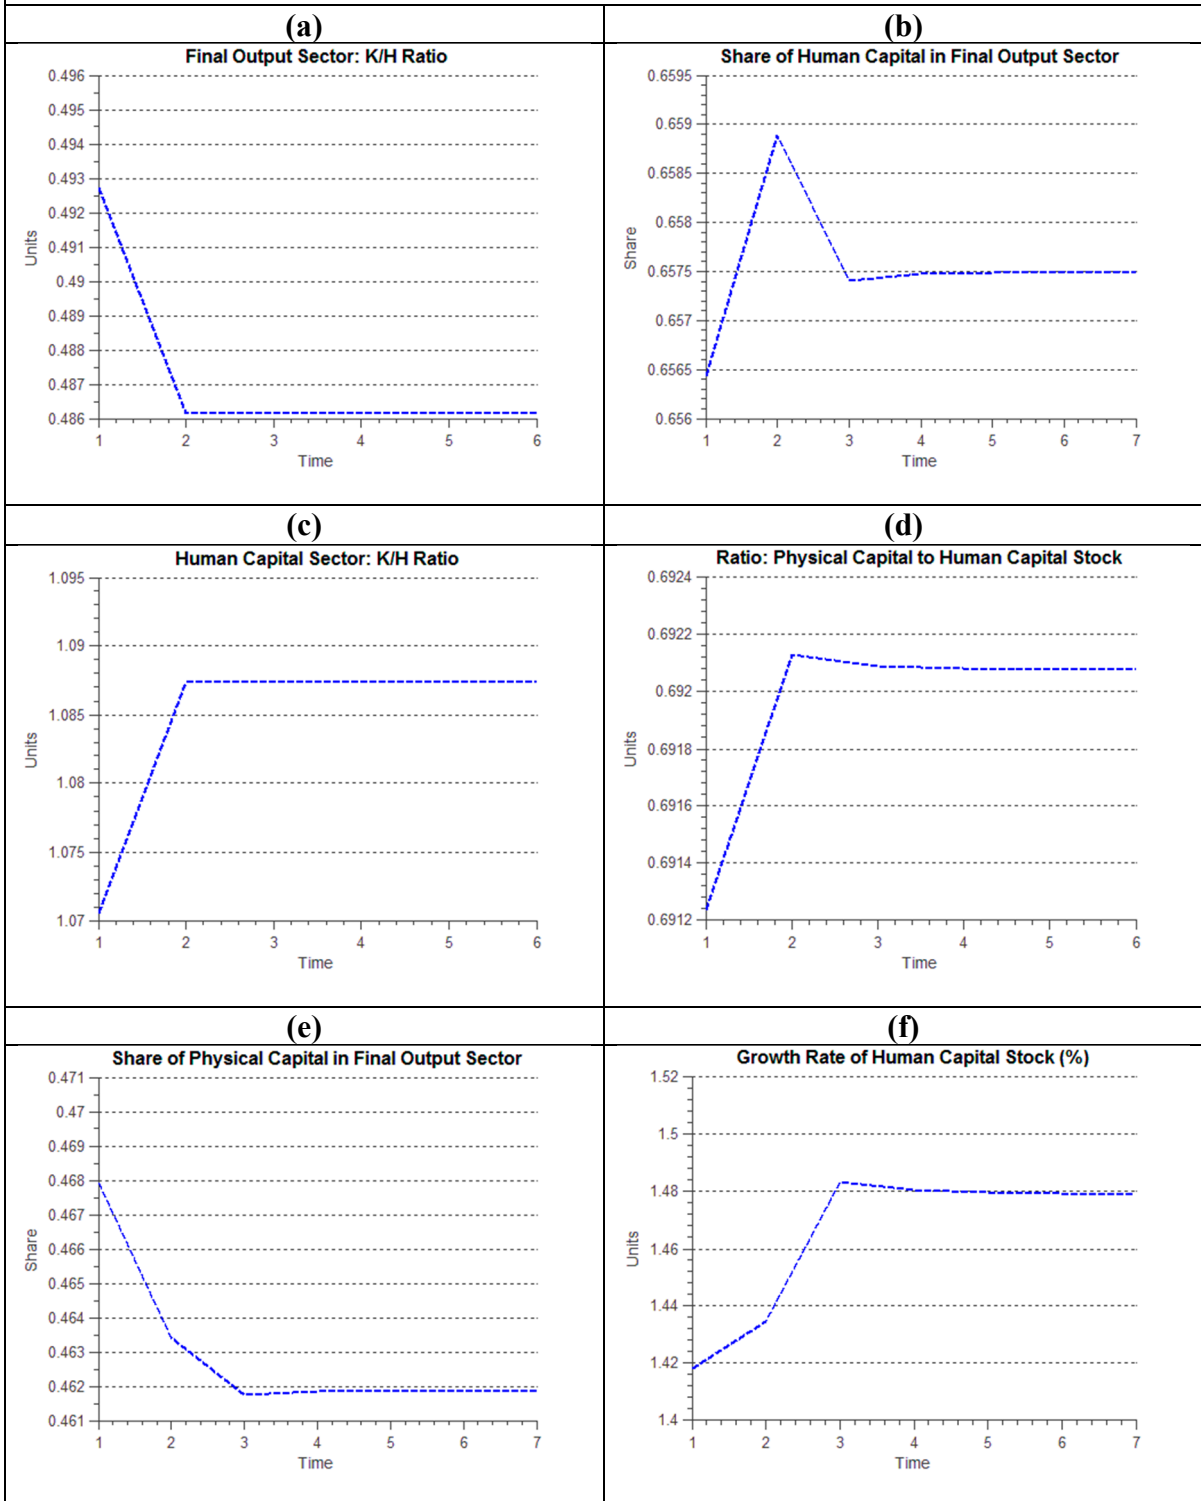 (a)
(b)
Final Output Sector: K/H Ratio
0.496
0.495
0.494
0.493
0.492
0.491
0.49
0.489
0.488
0.487
0.486
Units
1 2 3 4 5 6
Time
Share of Human Capital in Final Output Sector
0.6595
0.659
0.6585
0.658
0.6575
0.657
0.6565
0.656
Share
1 2 3 4 5 6 7
Time
(c)
(d)
Human Capital Sector: K/H Ratio
1.095
1.09
1.085
1.08
1.075
1.07
Units
1 2 3 4 5 6
Time
Ratio: Physical Capital to Human Capital Stock
0.6924
0.6922
0.692
0.6918
0.6916
0.6914
0.6912
Units
1 2 3 4 5 6
Time
(e)
(f)
Share of Physical Capital in Final Output Sector
0.471
0.47
0.469
0.468
0.467
0.466
0.465
0.464
0.463
0.462
0.461
Share
1 2 3 4 5 6 7
Time
Growth Rate of Human Capital Stock (%)
1.52
1.5
1.48
1.46
1.44
1.42
1.4
Units
1 2 3 4 5 6 7
Time